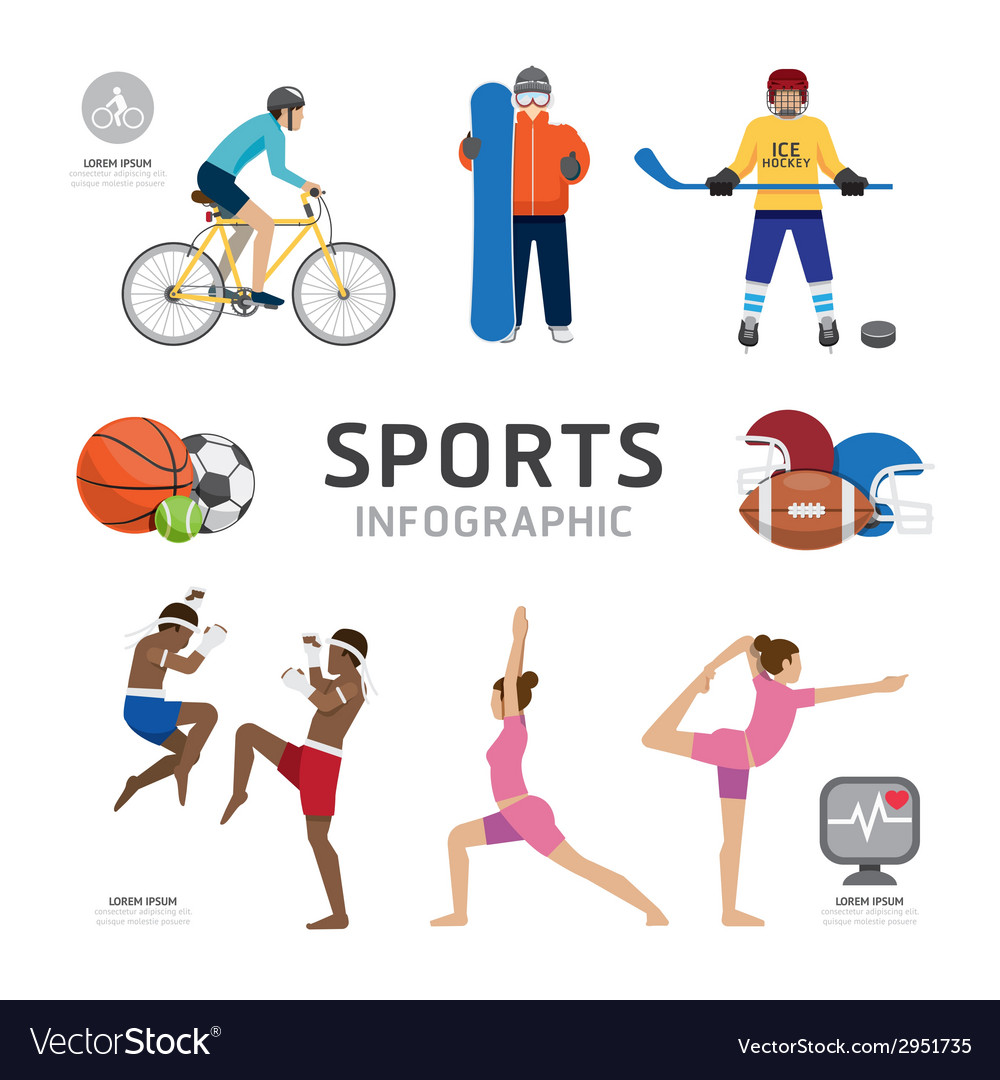 LOREM IPSUM
consectetur adipiscing elit.
quisque molestie posuere
ICE
HOCKEY
SPORTS
INFOGRAPHIC
LOREM IPSUM
consectetur adipiscing elit.
quisque molestie posuere
LOREM IPSUM
consectetur adipiscing elit.
quisque molestie posuere
VectorStock®
VectorStock.com/2951735